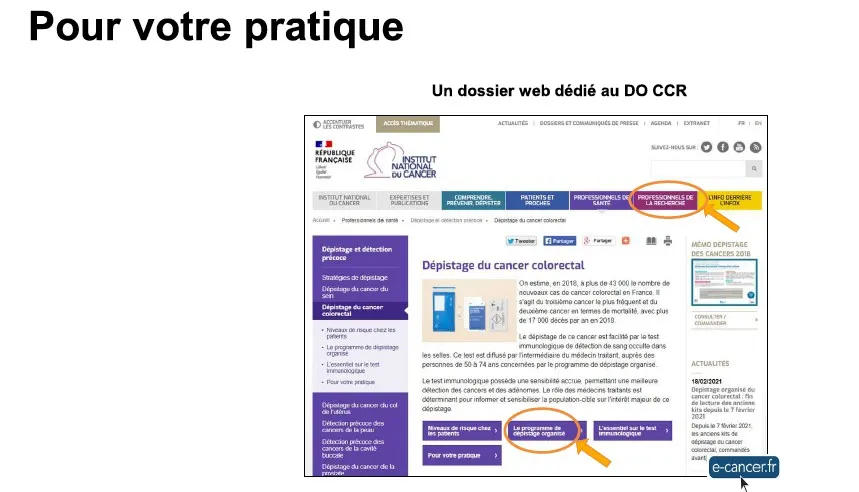 Pour votre pratique
Un dossier web dédié au DO CCR
ACCENTUER
LES CONTRASTES
ACCÈS THÉMATIQUE
ACTUALITÉS | DOSSIERS ET COMMUNIQUÉS DE PRESSE | AGENDA | EXTRANET
FR | EN
RÉPUBLIQUE
FRANÇAISE
Liberté
Égalité
Fraternité
INSTITUT
NATIONAL
DU CANCER
SUIVEZ-NOUS SUR :
INSTITUT NATIONAL
DU CANCER
EXPERTISES ET
PUBLICATIONS
COMPRENDRE,
PRÉVENIR, DÉPISTER
PATIENTS ET
PROCHES
PROFESSIONNELS DE
SANTÉ
PROFESSIONNELS DE
LA RECHERCHE
L'INFO DERRIÈRE
L'INFOX
Accueil • Professionnels de santé • Dépistage et détection précoce • Dépistage du cancer colorectal
Tweeter
Partager
Partager
Dépistage et détection
précoce
Stratégies de dépistage
Dépistage du cancer du
sein
Dépistage du cancer
colorectal
• Niveaux de risque chez les
patients
• Le programme de dépistage
organisé
• L'essentiel sur le test
immunologique
• Pour votre pratique
Dépistage du cancer du col
de l'utérus
Détection précoce des
cancers de la peau
Détection précoce des
cancers de la cavité
buccale
Dépistage du cancer de la
prostate
Dépistage du cancer colorectal
On estime, en 2018, à plus de 43 000 le nombre de
nouveaux cas de cancer colorectal en France. Il
s'agit du troisième cancer le plus fréquent et du
deuxième cancer en termes de mortalité, avec plus
de 17 000 décès par an en 2018.
Le dépistage de ce cancer est facilité par le test
immunologique de détection de sang occulte dans
les selles. Ce test est diffusé par l'intermédiaire du médecin traitant, auprès des
personnes de 50 à 74 ans concernées par le programme de dépistage organisé.
Le test immunologique possède une sensibilité accrue, permettant une meilleure
détection des cancers et des adénomes. Le rôle des médecins traitants est
déterminant pour informer et sensibiliser la population-cible sur l'intérêt majeur de ce
dépistage.
Niveaux de risque chez
les patients
Le programme de
dépistage organisé
L'essentiel sur le test
immunologique
Pour votre pratique
MÉMO DÉPISTAGE
DES CANCERS 2018
CONSULTER /
COMMANDER
ACTUALITÉS
18/02/2021
Dépistage organisé du
cancer colorectal : fin
de lecture des anciens
kits depuis le 7 février
2021
Depuis le 7 février 2021,
les anciens kits de
dépistage du cancer
colorectal, commandés
avant
e-cancer.fr